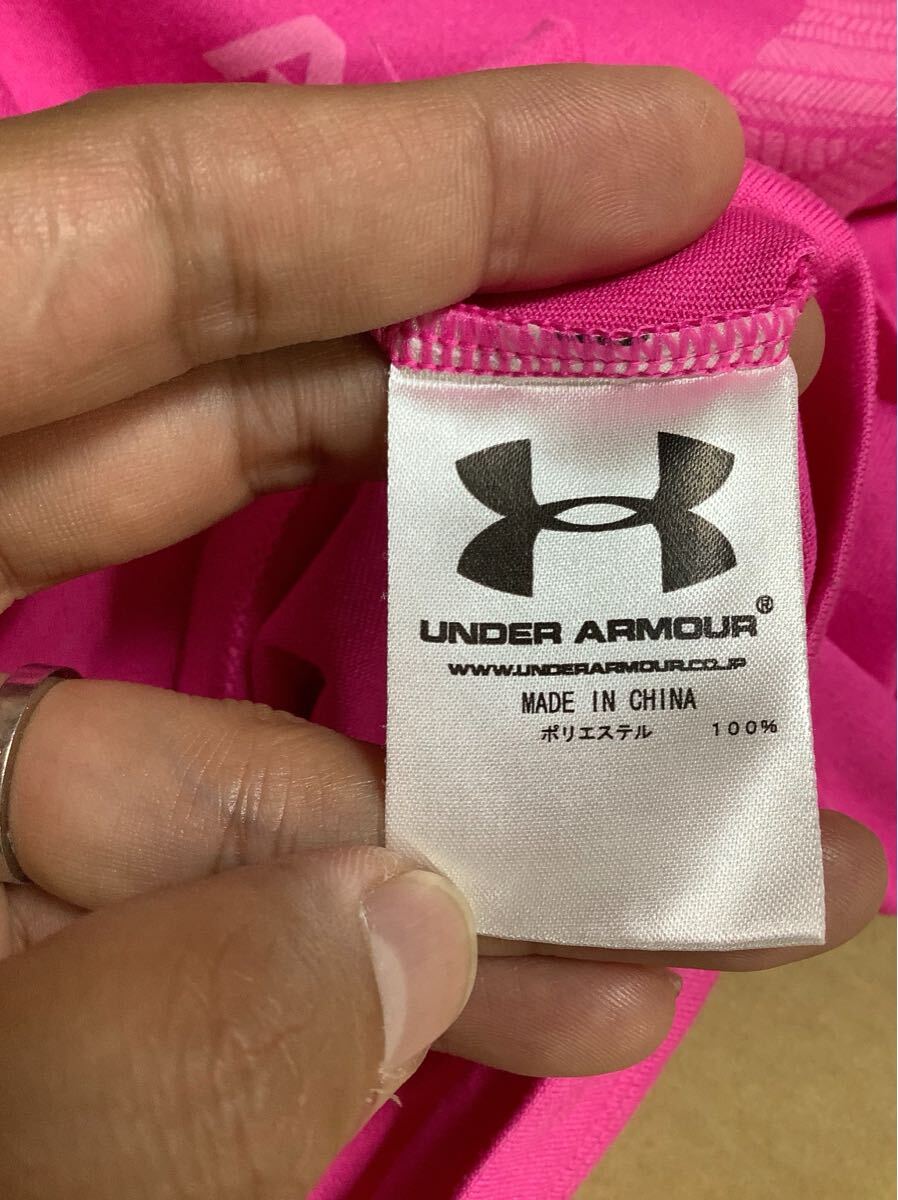 UNDER ARMOUR®
WWW.UNDERARMOUR.CO.JP
MADE IN CHINA
ポリエステル 100%